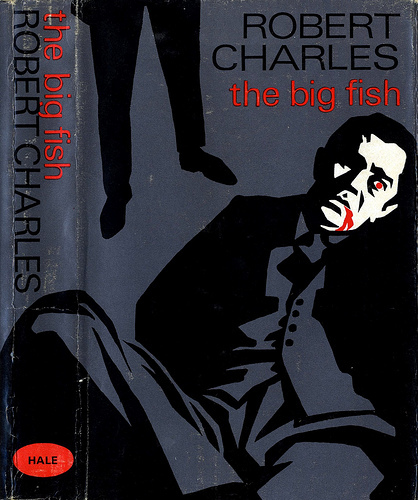 the big fish
ROBERT CHARLES
HALE
ROBERT
CHARLES
the big fish